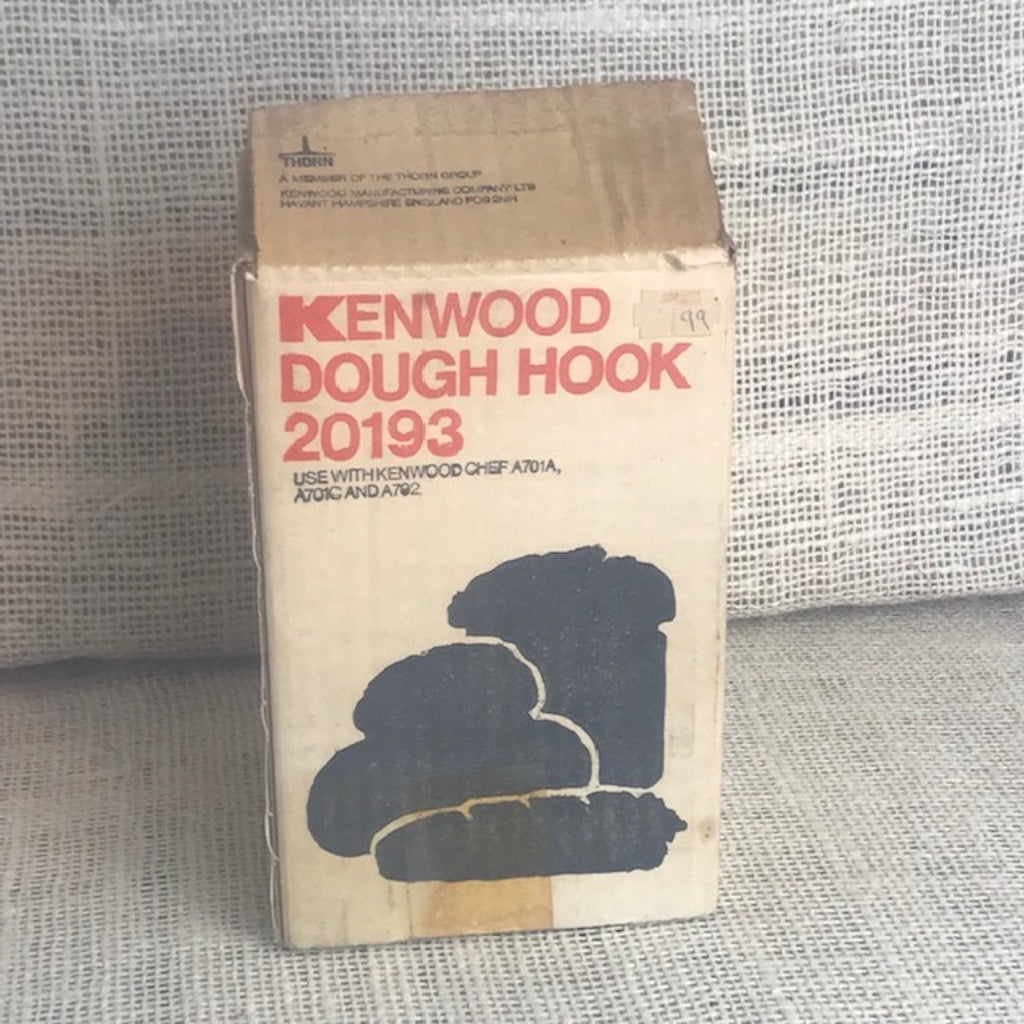 THORN
A MEMBER OF THE THORN GROUP
KENWOOD MANUFACTURING COMPANY LTD
HAVANT HAMPSHIRE ENGLAND PO9 2NH
KENWOOD
DOUGH HOOK
20193
99
USE WITH KENWOOD CHEF A701A,
A701C AND A702.